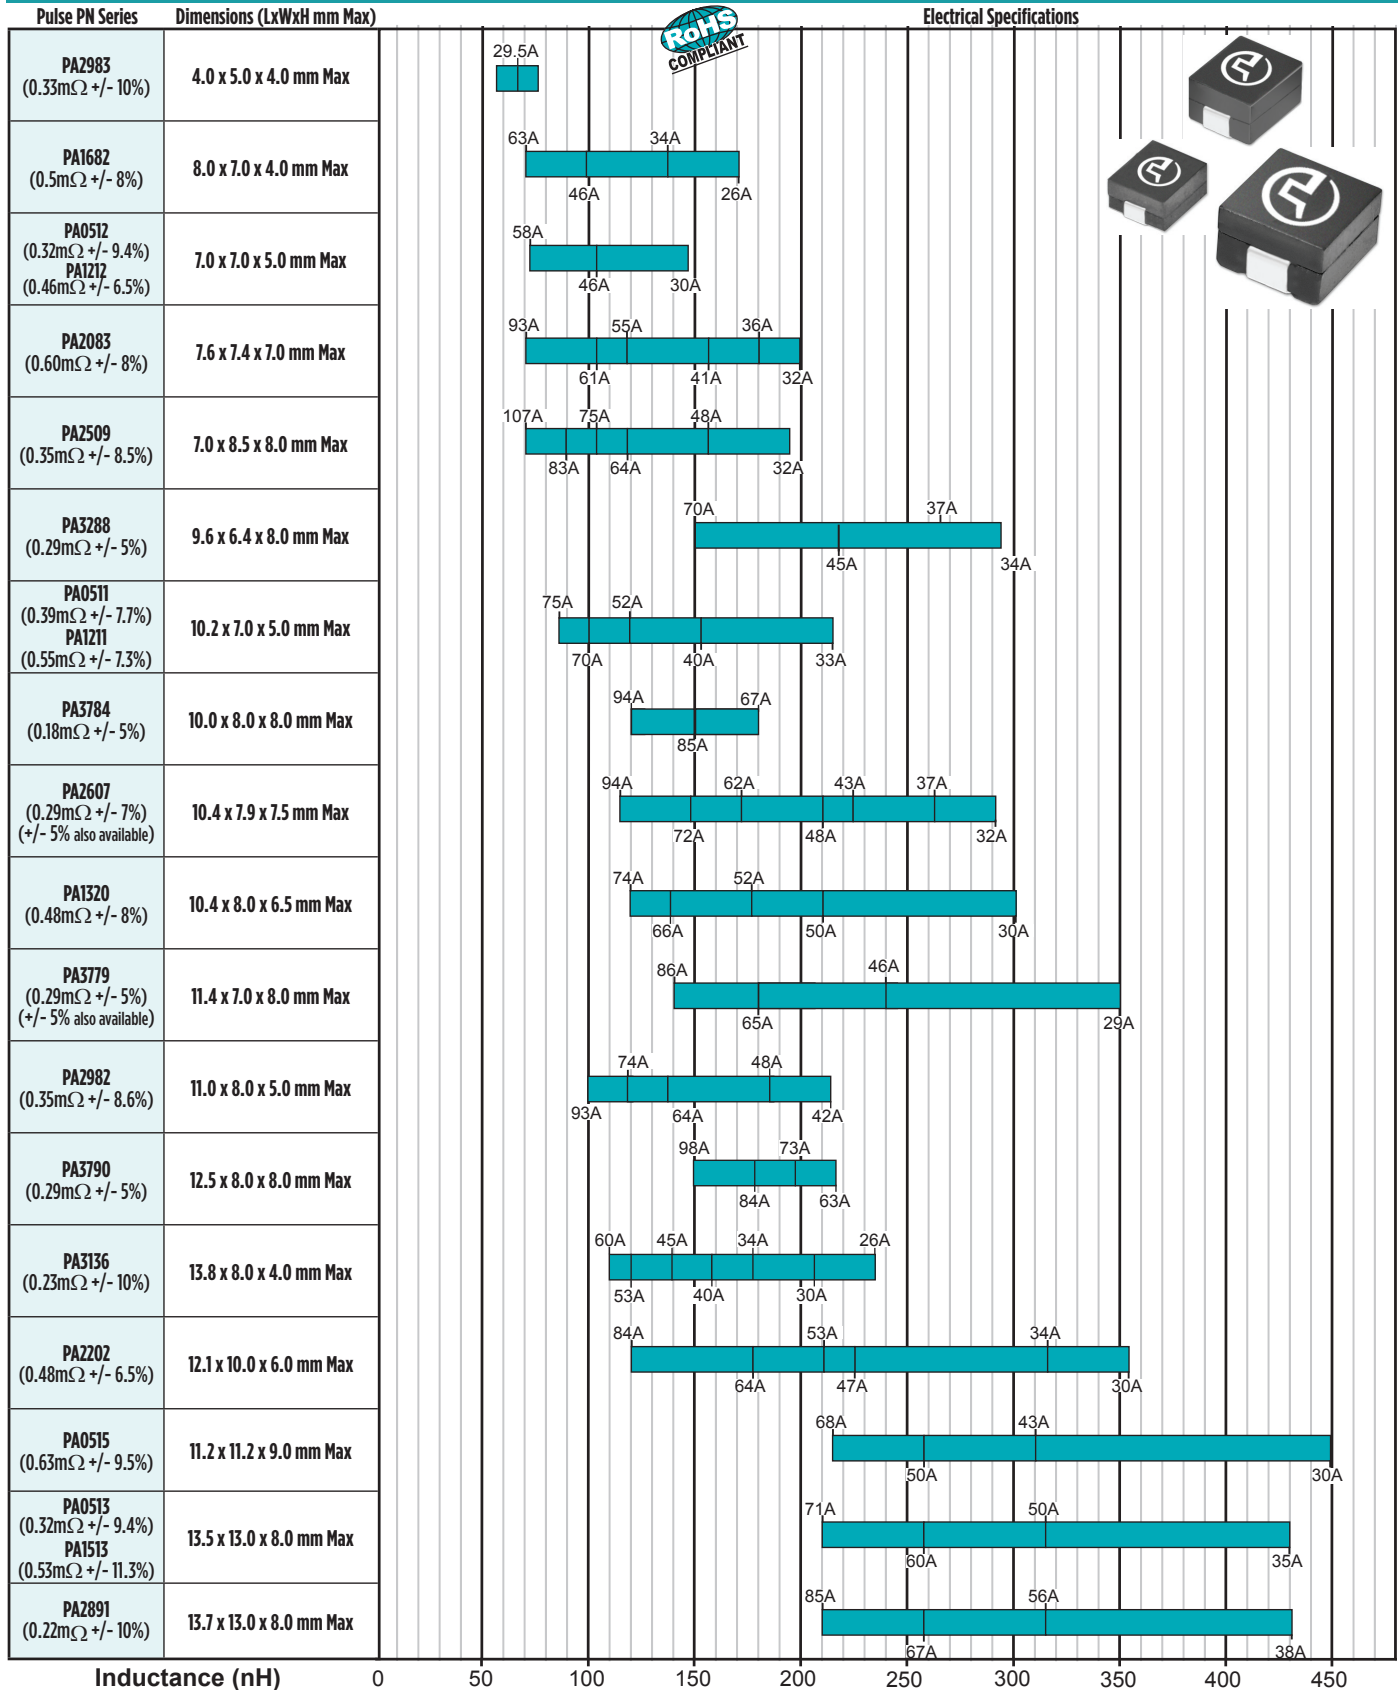 Pulse PN Series Dimensions (LxWxH mm Max) Electrical Specifications
RoHS
COMPLIANT
PA2983
(0.33mΩ +/- 10%)
4.0 x 5.0 x 4.0 mm Max
29.5A
PA1682
(0.5mΩ +/- 8%)
8.0 x 7.0 x 4.0 mm Max
63A 34A
46A 26A
PA0512
(0.32mΩ +/- 9.4%)
PA1212
(0.46mΩ +/- 6.5%)
7.0 x 7.0 x 5.0 mm Max
58A
46A 30A
PA2083
(0.60mΩ +/- 8%)
7.6 x 7.4 x 7.0 mm Max
93A 55A 36A
61A 41A 32A
PA2509
(0.35mΩ +/- 8.5%)
7.0 x 8.5 x 8.0 mm Max
107A 75A 48A
83A 64A 32A
PA3288
(0.29mΩ +/- 5%)
9.6 x 6.4 x 8.0 mm Max
70A 37A
45A 34A
PA0511
(0.39mΩ +/- 7.7%)
PA1211
(0.55mΩ +/- 7.3%)
10.2 x 7.0 x 5.0 mm Max
75A 52A
70A 40A 33A
PA3784
(0.18mΩ +/- 5%)
10.0 x 8.0 x 8.0 mm Max
94A 67A
85A
PA2607
(0.29mΩ +/- 7%)
(+/- 5% also available)
10.4 x 7.9 x 7.5 mm Max
94A 62A 43A 37A
72A 48A 32A
PA1320
(0.48mΩ +/- 8%)
10.4 x 8.0 x 6.5 mm Max
74A 52A
66A 50A 30A
PA3779
(0.29mΩ +/- 5%)
(+/- 5% also available)
11.4 x 7.0 x 8.0 mm Max
86A 46A
65A 29A
PA2982
(0.35mΩ +/- 8.6%)
11.0 x 8.0 x 5.0 mm Max
74A 48A
93A 64A 42A
PA3790
(0.29mΩ +/- 5%)
12.5 x 8.0 x 8.0 mm Max
98A 73A
84A 63A
PA3136
(0.23mΩ +/- 10%)
13.8 x 8.0 x 4.0 mm Max
60A 45A 34A 26A
53A 40A 30A
PA2202
(0.48mΩ +/- 6.5%)
12.1 x 10.0 x 6.0 mm Max
84A 53A 34A
64A 47A 30A
PA0515
(0.63mΩ +/- 9.5%)
11.2 x 11.2 x 9.0 mm Max
68A 43A
50A 30A
PA0513
(0.32mΩ +/- 9.4%)
PA1513
(0.53mΩ +/- 11.3%)
13.5 x 13.0 x 8.0 mm Max
71A 50A
60A 35A
PA2891
(0.22mΩ +/- 10%)
13.7 x 13.0 x 8.0 mm Max
85A 56A
67A 38A
Inductance (nH) 0 50 100 150 200 250 300 350 400 450